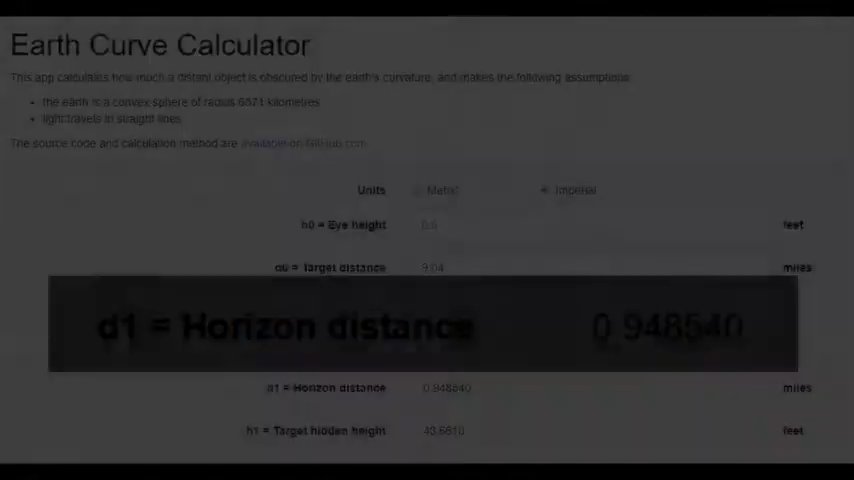 Earth Curve Calculator
This app calculates how much a distant object is obscured by the earth's curvature, and makes the following assumptions:
the earth is a convex sphere of radius 6371 kilometres
light travels in straight lines
The source code and calculation method are available on GitHub.com
Units Metric Imperial
h0 = Eye height 0.6 feet
d0 = Target distance 9.04 miles
d1 = Horizon distance 0.948540
d1 = Horizon distance 0.948540 miles
h1 = Target hidden height feet